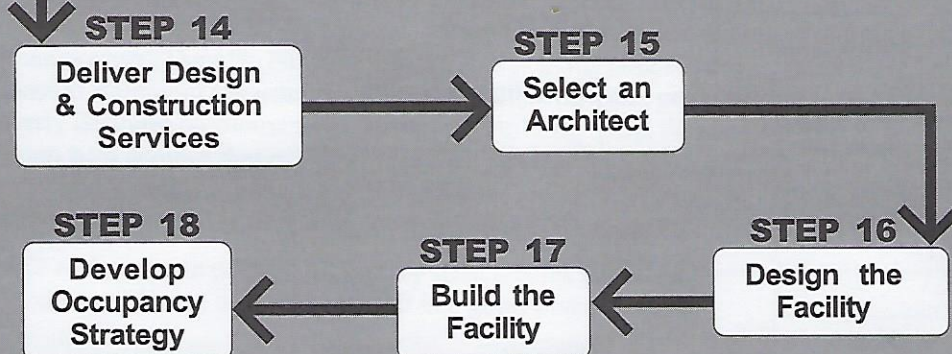 STEP 14
Deliver Design
& Construction
Services
STEP 15
Select an
Architect
STEP 16
Design the
Facility
STEP 17
Build the
Facility
STEP 18
Develop
Occupancy
Strategy